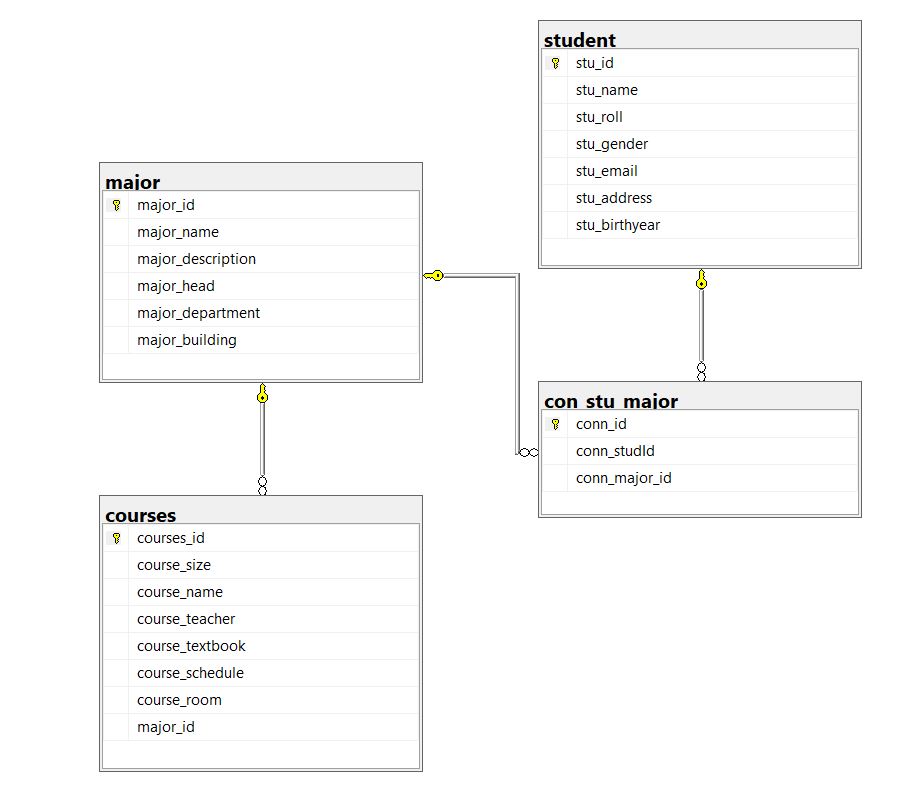 student
stu_id
stu_name
stu_roll
stu_gender
stu_email
stu_address
stu_birthyear
major
major_id
major_name
major_description
major_head
major_department
major_building
con_stu_major
conn_id
conn_studId
conn_major_id
courses
courses_id
course_size
course_name
course_teacher
course_textbook
course_schedule
course_room
major_id